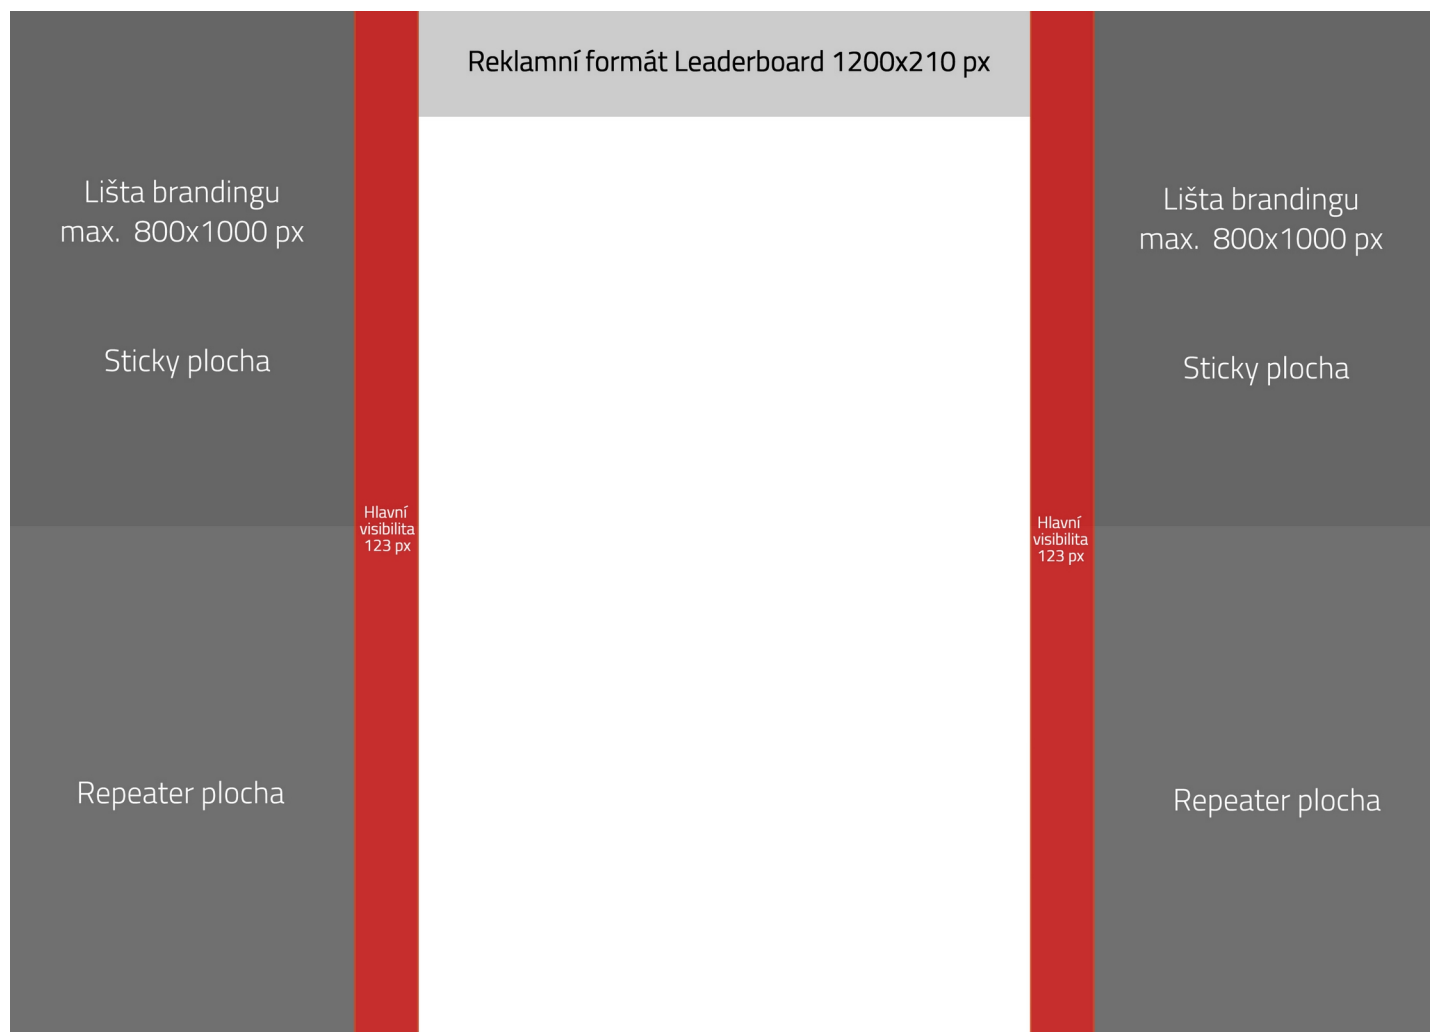 Reklamní formát Leaderboard 1200x210 px
Lišta brandingu
max. 800x1000 px
Sticky plocha
Hlavní
visibilita
123 px
Repeater plocha
Lišta brandingu
max. 800x1000 px
Sticky plocha
Hlavní
visibilita
123 px
Repeater plocha